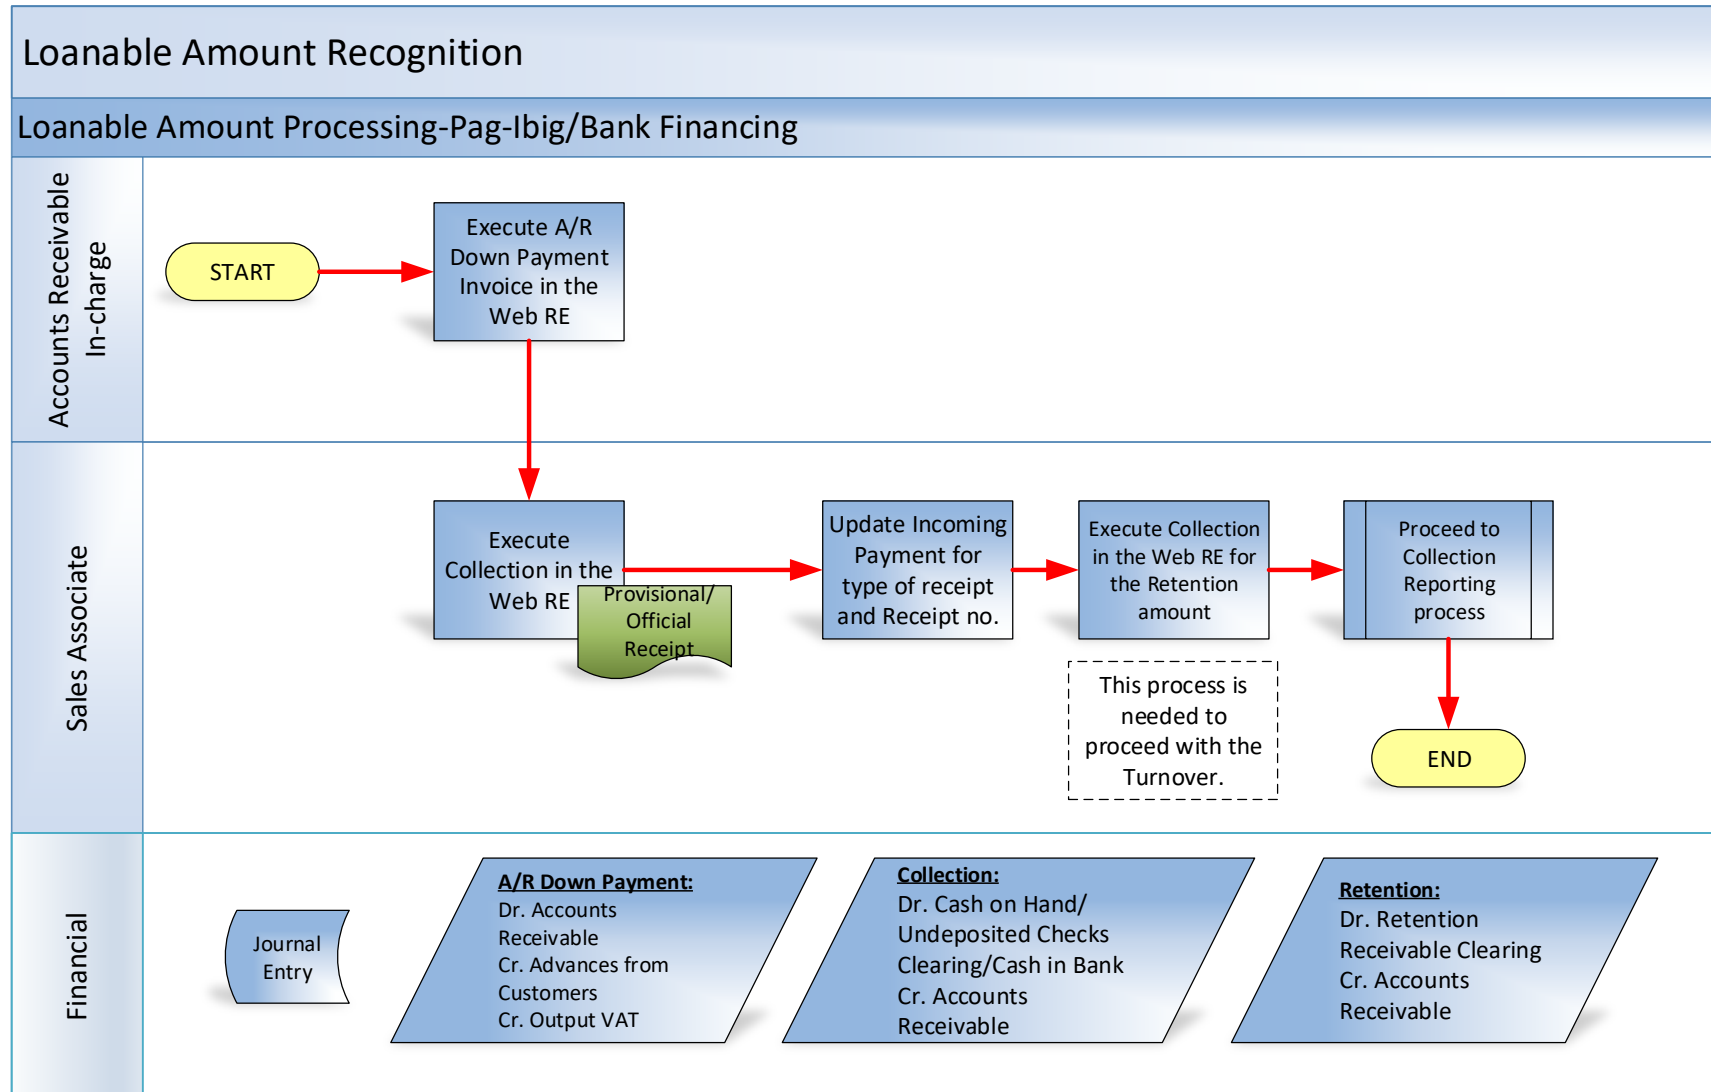 Loanable Amount Recognition
Loanable Amount Processing-Pag-Ibig/Bank Financing
Accounts Receivable
In-charge
START
Execute A/R
Down Payment
Invoice in the
Web RE
Sales Associate
Execute
Collection in the
Web RE
Provisional/
Official
Receipt
Update Incoming
Payment for
type of receipt
and Receipt no.
Execute Collection
in the Web RE for
the Retention
amount
This process is
needed to
proceed with the
Turnover.
Proceed to
Collection
Reporting
process
END
Financial
Journal
Entry
A/R Down Payment:
Dr. Accounts
Receivable
Cr. Advances from
Customers
Cr. Output VAT
Collection:
Dr. Cash on Hand/
Undeposited Checks
Clearing/Cash in Bank
Cr. Accounts
Receivable
Retention:
Dr. Retention
Receivable Clearing
Cr. Accounts
Receivable